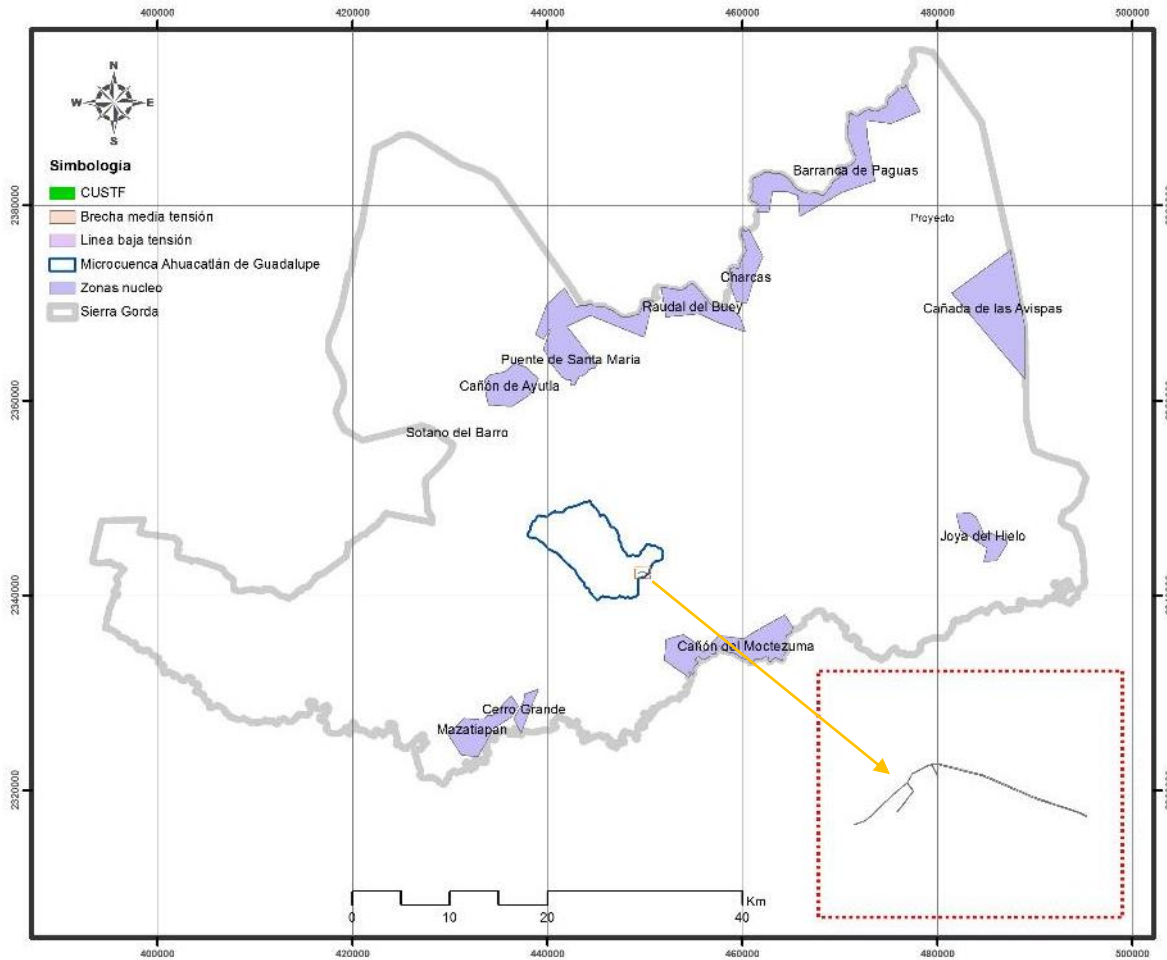 400000 420000 440000 460000 480000 500000
N
W E
S
Simbología
CUSTF
Brecha media tensión
Linea baja tensión
Microcuenca Ahuacatlán de Guadalupe
Zonas nucleo
Sierra Gorda
Barranca de Paguas
2380000
Proyecto
Charcas
Raudal del Buey
Cañada de las Avispas
Puente de Santa Maria
Cañón de Ayutla
2360000
Sotano del Barro
Joya del Hielo
2340000
Cañón del Moctezuma
Cerro Grande
Mazatiapan
2320000
Km
0 10 20 40
400000 420000 440000 460000 480000 500000